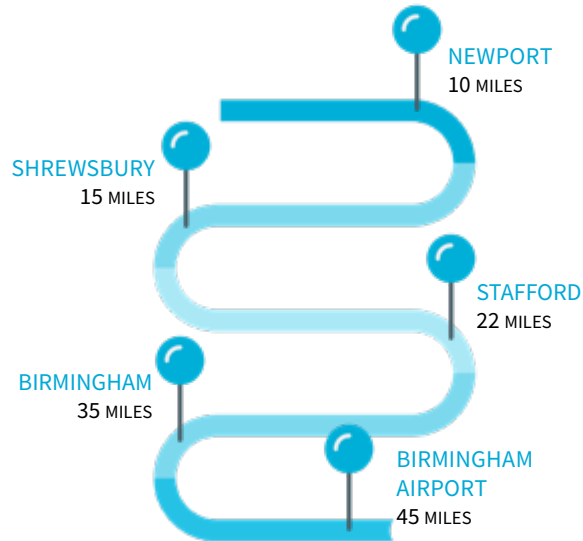 NEWPORT
10 MILES
SHREWSBURY
15 MILES
STAFFORD
22 MILES
BIRMINGHAM
35 MILES
BIRMINGHAM
AIRPORT
45 MILES